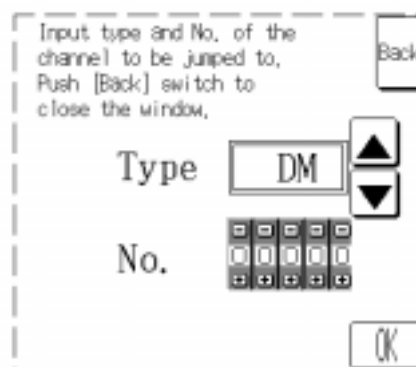 Input type and No. of the
channel to be jumped to.
Back
Push [Back] switch to
close the window.
Type DM
No. 00000
OK